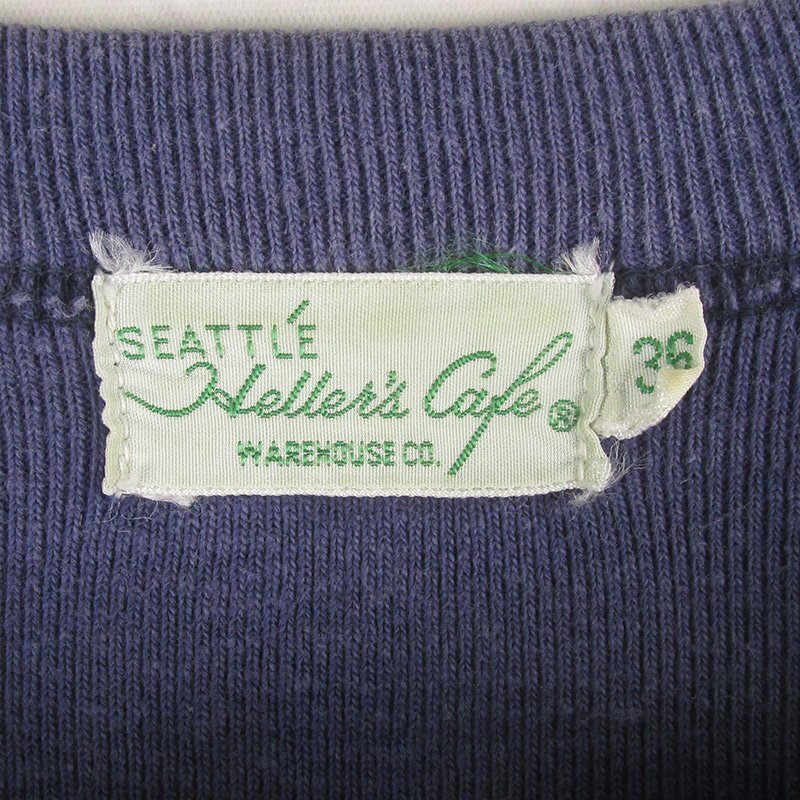 SEATTLE
Heller's Cafe ®
WAREHOUSE CO.
36